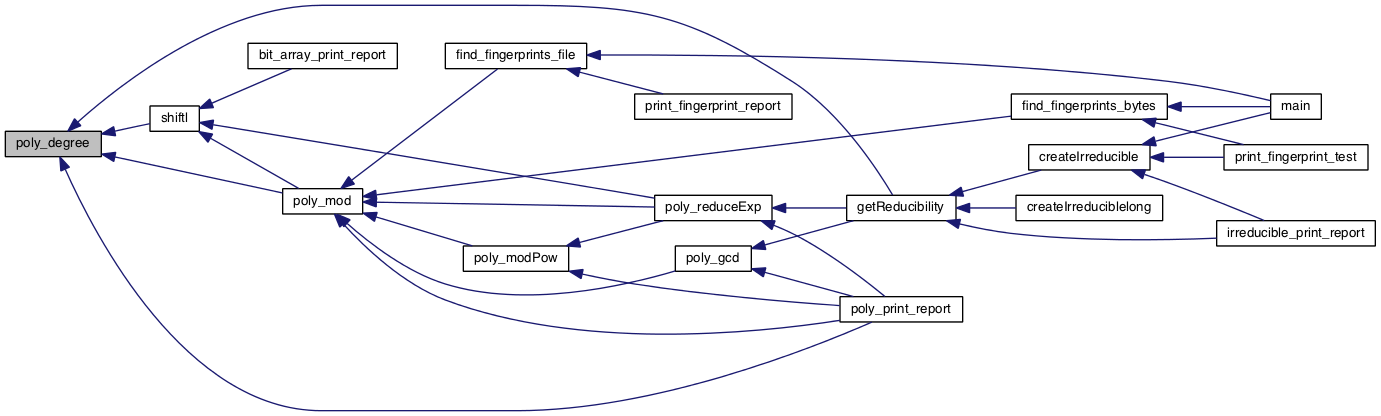 bit_array_print_report
find_fingerprints_file
print_fingerprint_report
find_fingerprints_bytes
main
shiftl
poly_degree
createIrreducible
print_fingerprint_test
poly_mod
poly_reduceExp
getReducibility
createIrreduciblelong
irreducible_print_report
poly_modPow
poly_gcd
poly_print_report